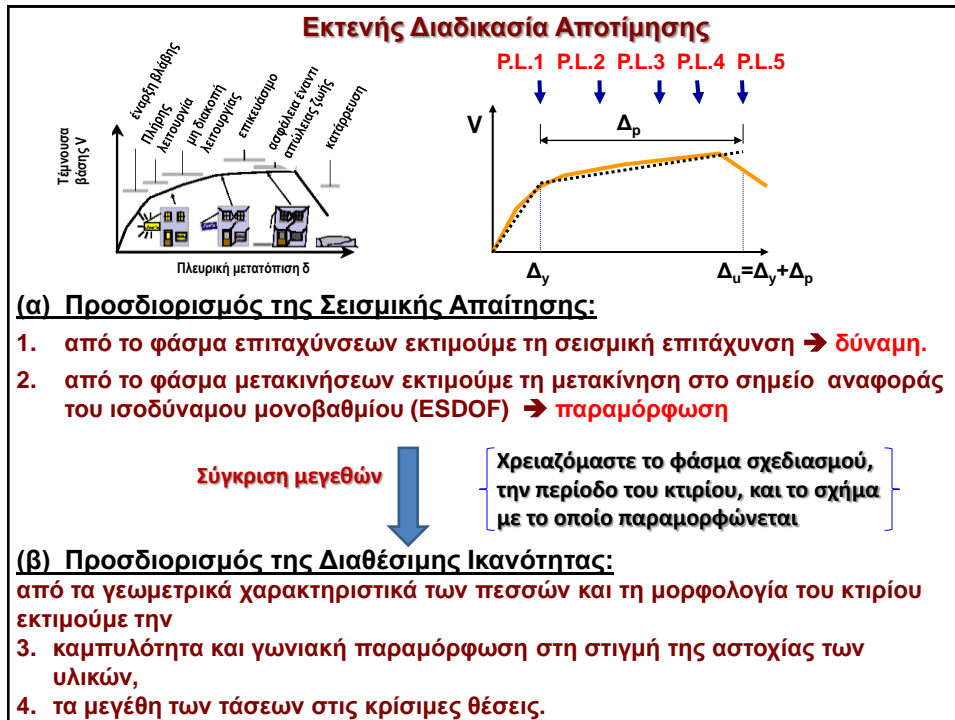 Εκτενής Διαδικασία Αποτίμησης
έναρξη βλάβης
Πλήρης
λειτουργία
μη διακοπή
λειτουργίας
επικευάσιμο
ασφάλεια έναντι
απώλειας ζωής
κατάρρευση
Τέμνουσα
βάσης V
Πλευρική μετατόπιση δ
P.L.1 P.L.2 P.L.3 P.L.4 P.L.5
V
Δp
Δy
Δu=Δy+Δp
(α) Προσδιορισμός της Σεισμικής Απαίτησης:
1. από το φάσμα επιταχύνσεων εκτιμούμε τη σεισμική επιτάχυνση ➔ δύναμη.
2. από το φάσμα μετακινήσεων εκτιμούμε τη μετακίνηση στο σημείο αναφοράς
του ισοδύναμου μονοβαθμίου (ESDOF) ➔ παραμόρφωση
Σύγκριση μεγεθών
Χρειαζόμαστε το φάσμα σχεδιασμού,
την περίοδο του κτιρίου, και το σχήμα
με το οποίο παραμορφώνεται
(β) Προσδιορισμός της Διαθέσιμης Ικανότητας:
από τα γεωμετρικά χαρακτηριστικά των πεσσών και τη μορφολογία του κτιρίου
εκτιμούμε την
3. καμπυλότητα και γωνιακή παραμόρφωση στη στιγμή της αστοχίας των
υλικών,
4. τα μεγέθη των τάσεων στις κρίσιμες θέσεις.